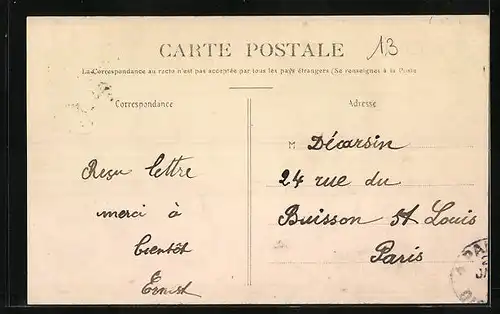 CARTE POSTALE
13
La Correspondance au recto n'est pas acceptée par tous les pays étrangers (Se renseigner à la Poste
Correspondance
Adresse
Reçu lettre
merci à
bientôt
Ernest
M Décarsin
24 rue du
Buisson St Louis
Paris